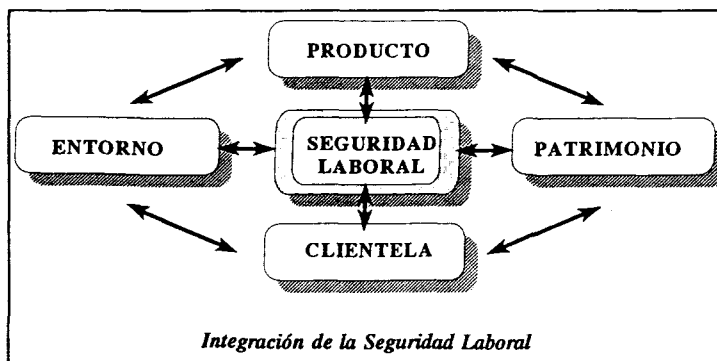 PRODUCTO
ENTORNO
SEGURIDAD
LABORAL
PATRIMONIO
CLIENTELA
Integración de la Seguridad Laboral